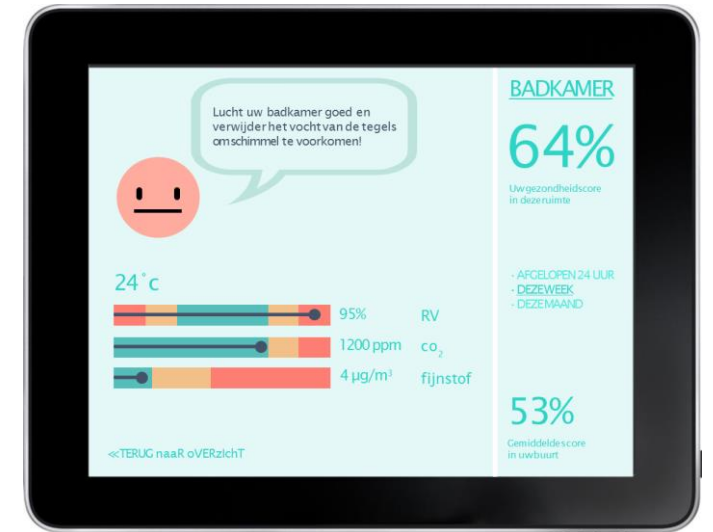 Lucht uw badkamer goed en
verwijder het vocht van de tegels
om schimmel te voorkomen!
24°c
95% RV
1200 ppm co₂
4 µg/m³ fijnstof
<<TERUG naaR oVERzichT
BADKAMER
64%
Uw gezondheidscore
in deze ruimte
- AFGELOPEN 24 UUR
- DEZE WEEK
- DEZE MAAND
53%
Gemiddelde score
in uw buurt